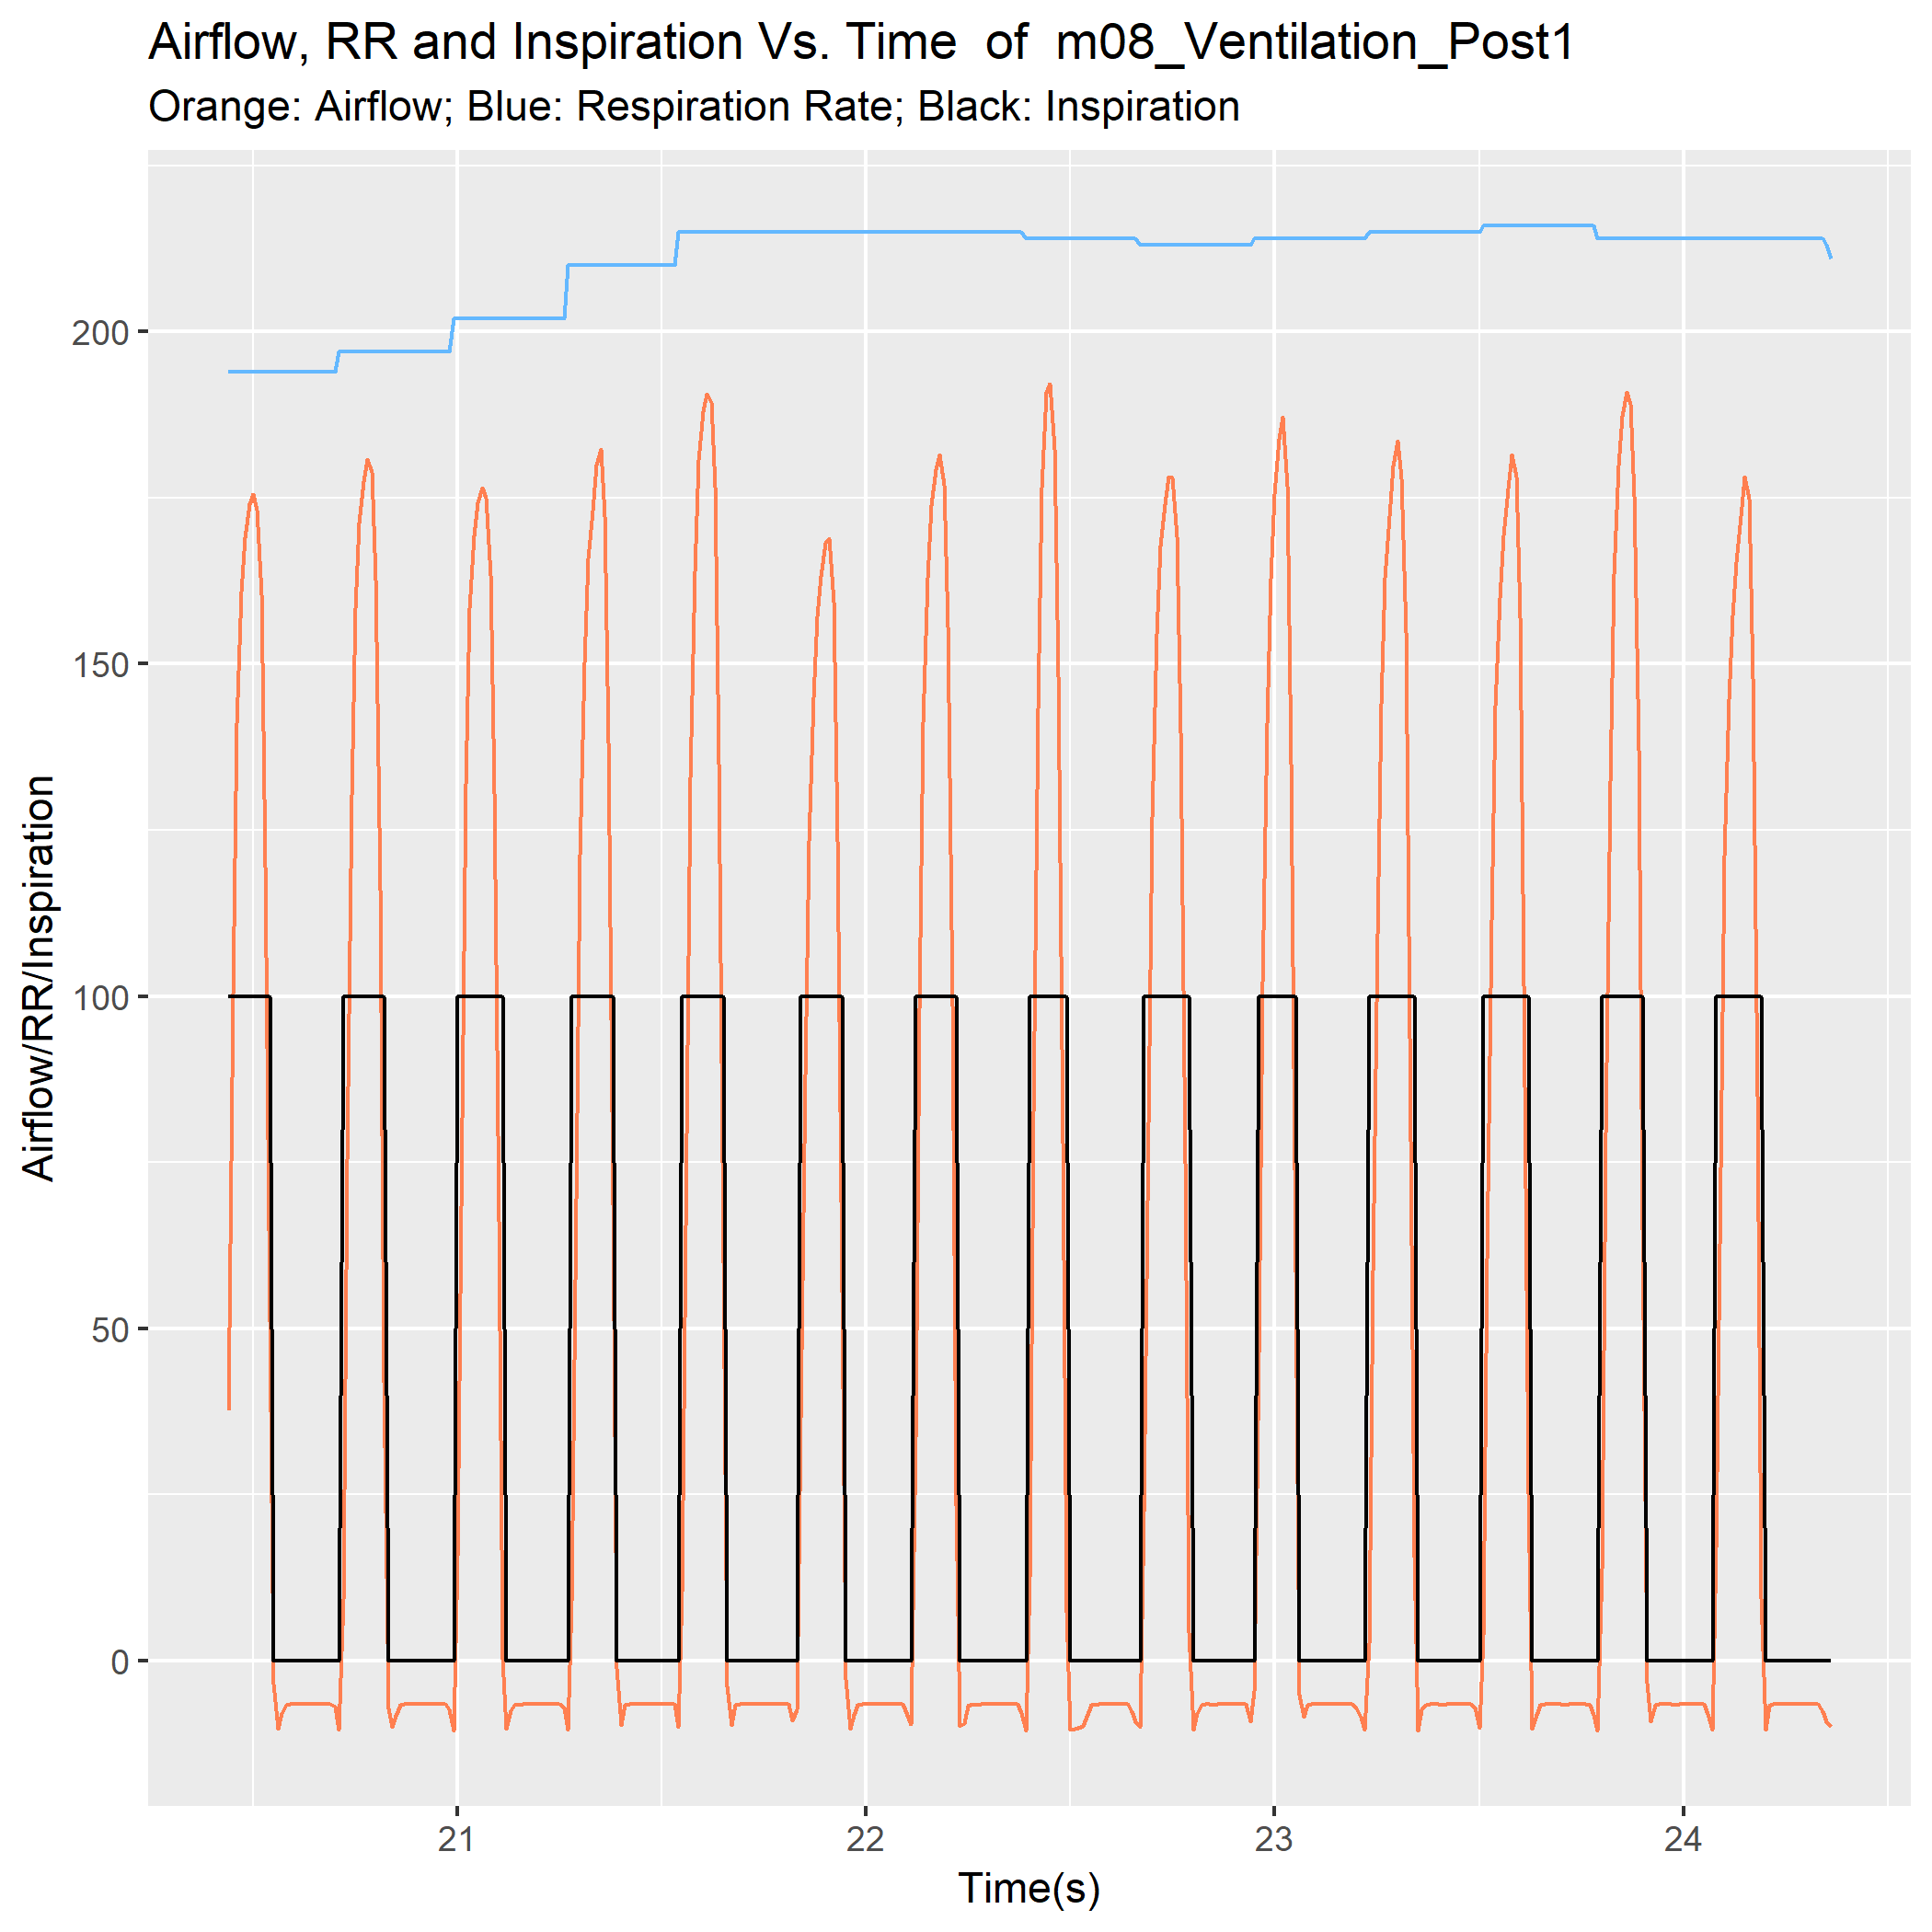 Airflow, RR and Inspiration Vs. Time  of  m08_Ventilation_Post1
Orange: Airflow; Blue: Respiration Rate; Black: Inspiration
Airflow/RR/Inspiration
200
150
100
50
0
21 22 23 24
Time(s)